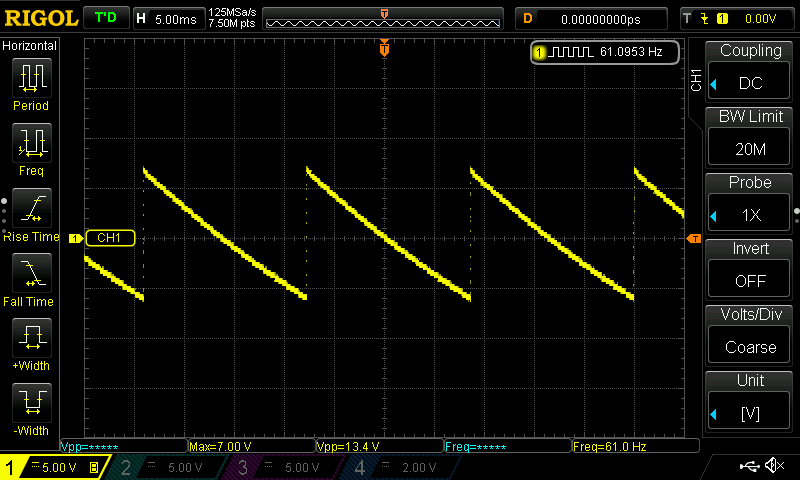 RIGOL T'D H 5.00ms 125MSa/s 7.50M pts T D 0.00000000ps T 1 0.00V
Horizontal
Period
Freq
Rise Time
Fall Time
+Width
-Width
T
1 61.0953 Hz
1 CH1
T
CH1
Coupling
DC
BW Limit
20M
Probe
1X
Invert
OFF
Volts/Div
Coarse
Unit
[V]
Vpp=***** Max=7.00 V Vpp=13.4 V Freq=***** Freq=61.0 Hz
1 5.00 V B 2 5.00 V 3 5.00 V 4 2.00 V